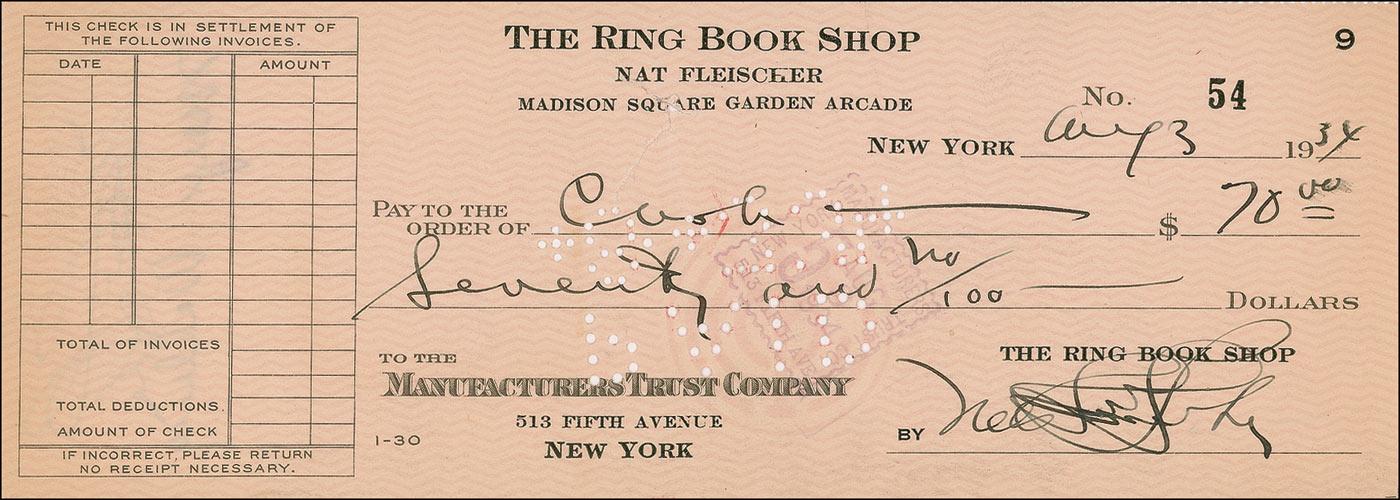 THIS CHECK IS IN SETTLEMENT OF
THE FOLLOWING INVOICES.
DATE AMOUNT
TOTAL OF INVOICES
TOTAL DEDUCTIONS.
AMOUNT OF CHECK
IF INCORRECT, PLEASE RETURN
NO RECEIPT NECESSARY.
THE RING BOOK SHOP
NAT FLEISCHER
MADISON SQUARE GARDEN ARCADE
9
No. 54
NEW YORK Aug 3 1934
PAY TO THE
ORDER OF Cash $ 70 00
Seventy and no/100 DOLLARS
TO THE
MANUFACTURERS TRUST COMPANY
513 FIFTH AVENUE
NEW YORK
1-30
THE RING BOOK SHOP
BY Nat